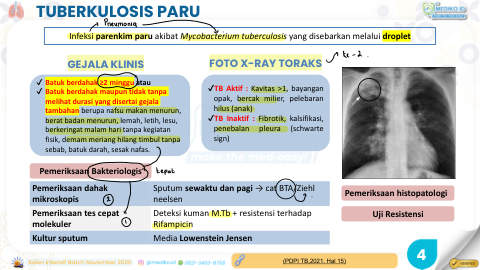 TUBERKULOSIS PARU
Pneumonia
Infeksi parenkim paru akibat Mycobacterium tuberculosis yang disebarkan melalui droplet
GEJALA KLINIS
✓ Batuk berdahak ≥2 minggu atau
✓ Batuk berdahak maupun tidak tanpa
melihat durasi yang disertai gejala
tambahan berupa nafsu makan menurun,
berat badan menurun, lemah, letih, lesu,
berkeringat malam hari tanpa kegiatan
fisik, demam meriang hilang timbul tanpa
sebab, batuk darah, sesak nafas.
FOTO X-RAY TORAKS
✓ TB Aktif : Kavitas >1, bayangan
opak, bercak milier, pelebaran
hilus (anak)
✓ TB Inaktif : Fibrotik, kalsifikasi,
penebalan pleura (schwarte
sign)
Pemeriksaan Bakteriologis
tcpat
Pemeriksaan dahak
mikroskopis
2
Sputum sewaktu dan pagi → cat BTA/Ziehl
neelsen
Pemeriksaan tes cepat
molekuler
1
Deteksi kuman M.Tb + resistensi terhadap
Rifampicin
Kultur sputum
Media Lowenstein Jensen
Pemeriksaan histopatologi
Uji Resistensi
(PDPI TB,2021, Hal 15)
4